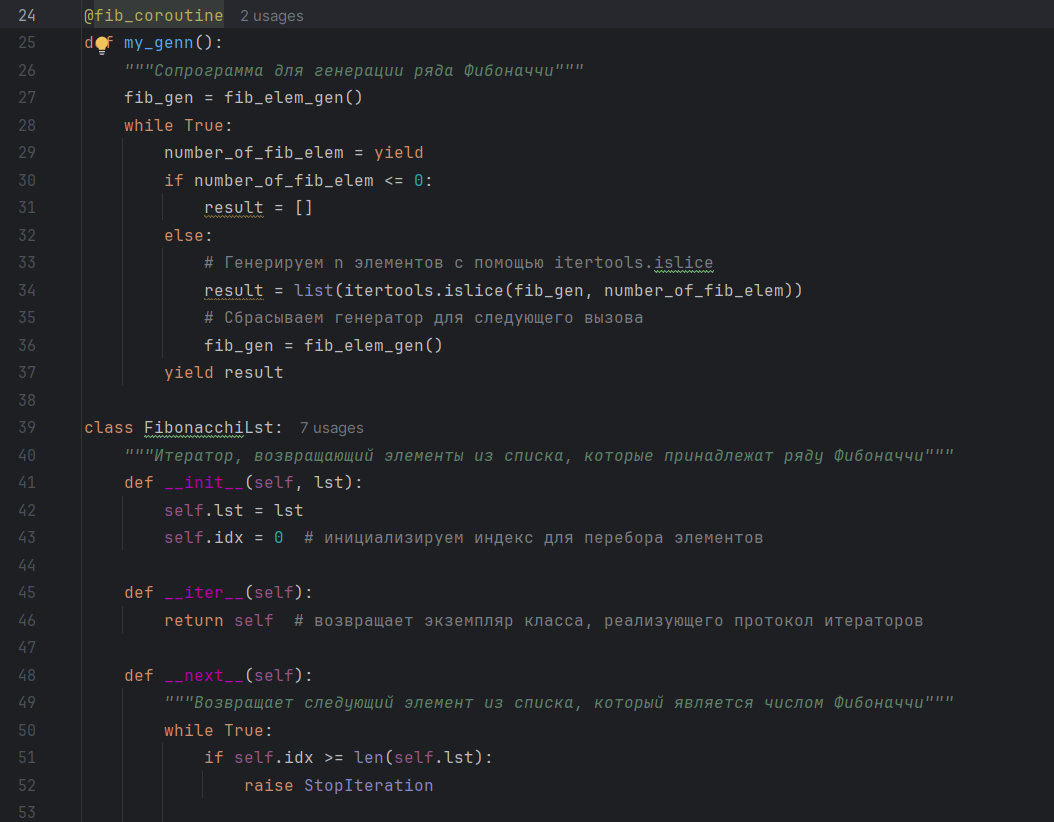 24 @fib_coroutine 2 usages
25 def my_genn():
26 """Сопрограмма для генерации ряда Фибоначчи"""
27 fib_gen = fib_elem_gen()
28 while True:
29 number_of_fib_elem = yield
30 if number_of_fib_elem <= 0:
31 result = []
32 else:
33 # Генерируем n элементов с помощью itertools.islice
34 result = list(itertools.islice(fib_gen, number_of_fib_elem))
35 # Сбрасываем генератор для следующего вызова
36 fib_gen = fib_elem_gen()
37 yield result
38
39 class FibonacchiLst: 7 usages
40 """Итератор, возвращающий элементы из списка, которые принадлежат ряду Фибоначчи"""
41 def __init__(self, lst):
42 self.lst = lst
43 self.idx = 0 # инициализируем индекс для перебора элементов
44
45 def __iter__(self):
46 return self # возвращает экземпляр класса, реализующего протокол итераторов
47
48 def __next__(self):
49 """Возвращает следующий элемент из списка, который является числом Фибоначчи"""
50 while True:
51 if self.idx >= len(self.lst):
52 raise StopIteration
53